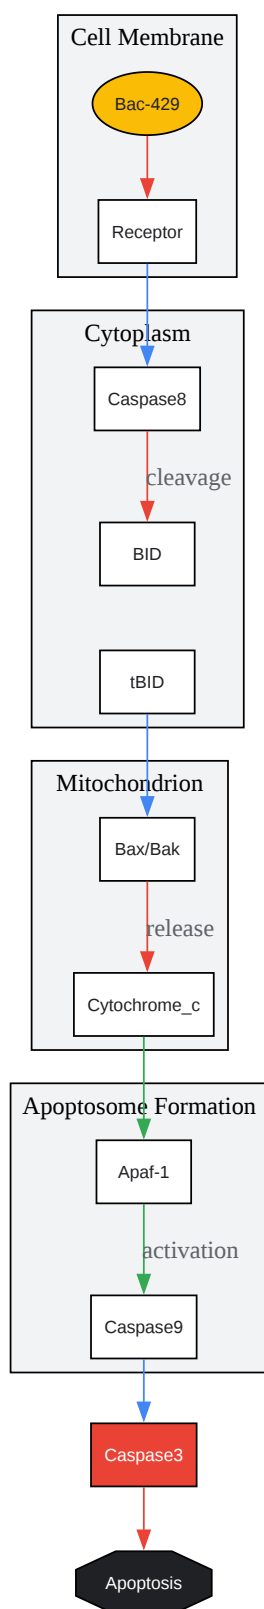 Cell Membrane
Bac-429
Receptor
Cytoplasm
Caspase8
cleavage
BID
tBID
Mitochondrion
Bax/Bak
release
Cytochrome_c
Apoptosome Formation
Apaf-1
activation
Caspase9
Caspase3
Apoptosis